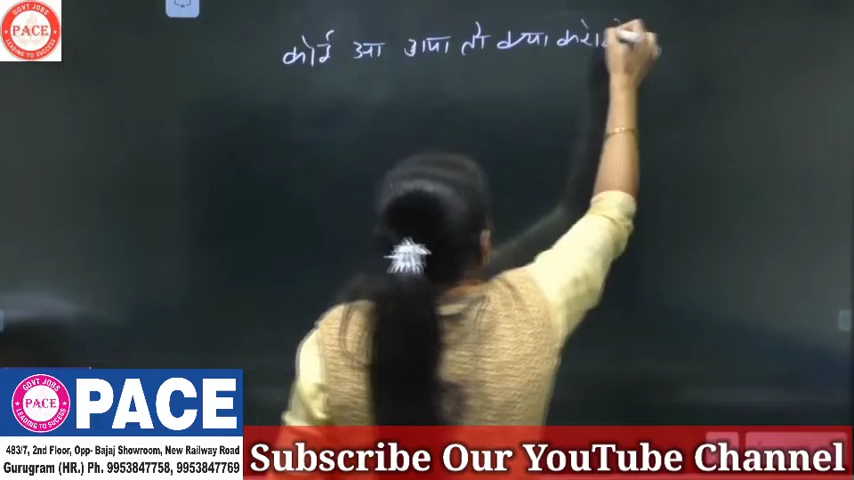 GOVT JOBS
PACE
LEADING TO SUCCESS
कोई आ गया तो क्या
GOVT JOBS
PACE
LEADING TO SUCCESS
PACE
483/7, 2nd Floor, Opp- Bajaj Showroom, New Railway Road
Gurugram (HR.) Ph. 9953847758, 9953847769
Subscribe Our YouTube Channel